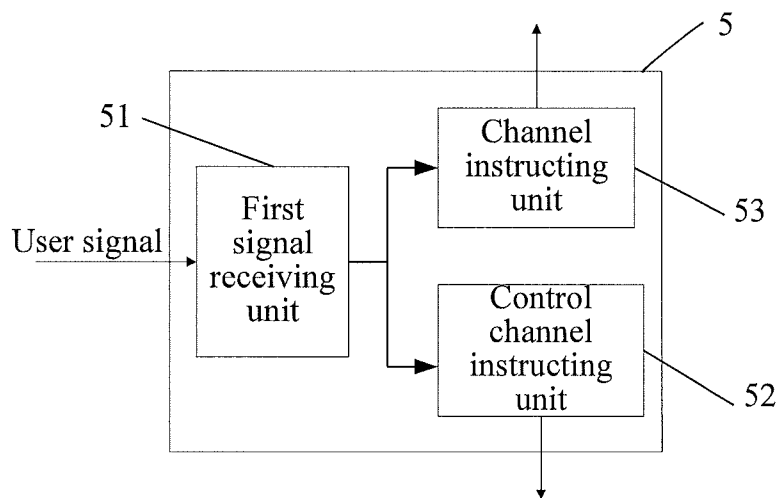 5
51
Channel
instructing
unit
53
First
signal
receiving
unit
User signal
Control
channel
instructing
unit
52